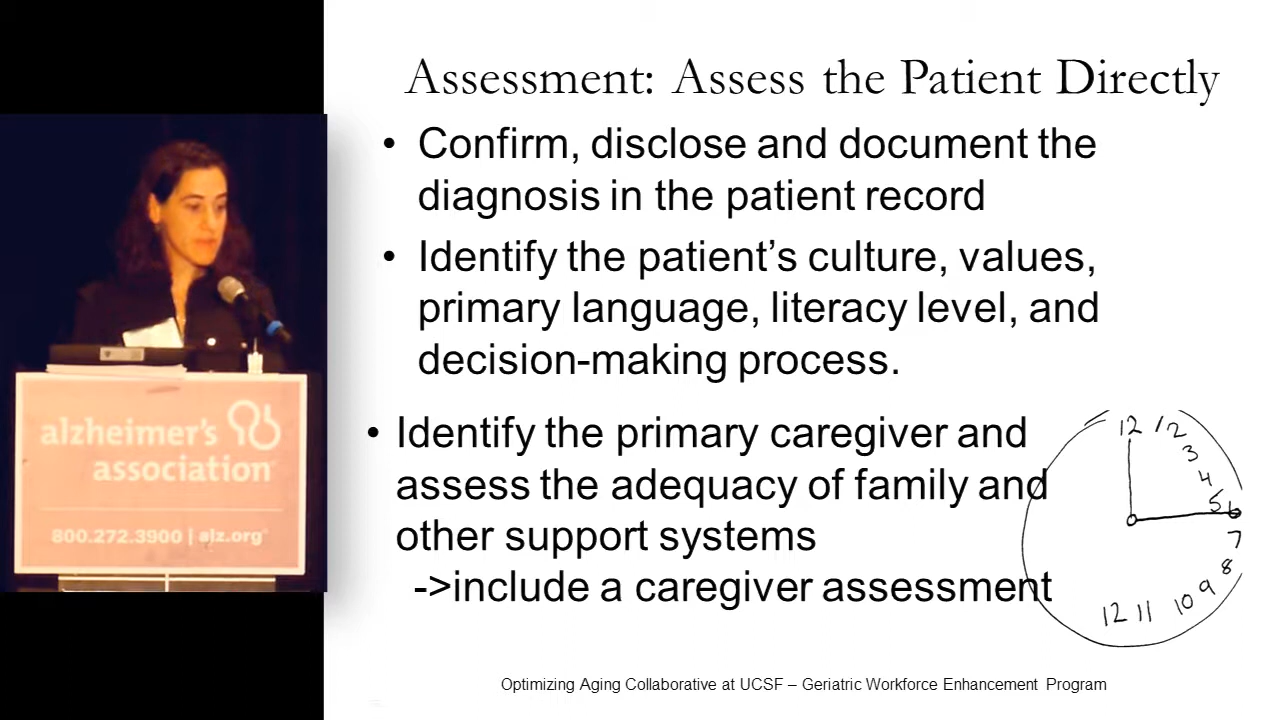 Assessment: Assess the Patient Directly
• Confirm, disclose and document the
diagnosis in the patient record
• Identify the patient’s culture, values,
primary language, literacy level, and
decision-making process.
• Identify the primary caregiver and
assess the adequacy of family and
other support systems
->include a caregiver assessment
12 1 2
3
4
5 6
7
8
9
10
12 11
alzheimer's
association
800.272.3900 | alz.org
Optimizing Aging Collaborative at UCSF – Geriatric Workforce Enhancement Program